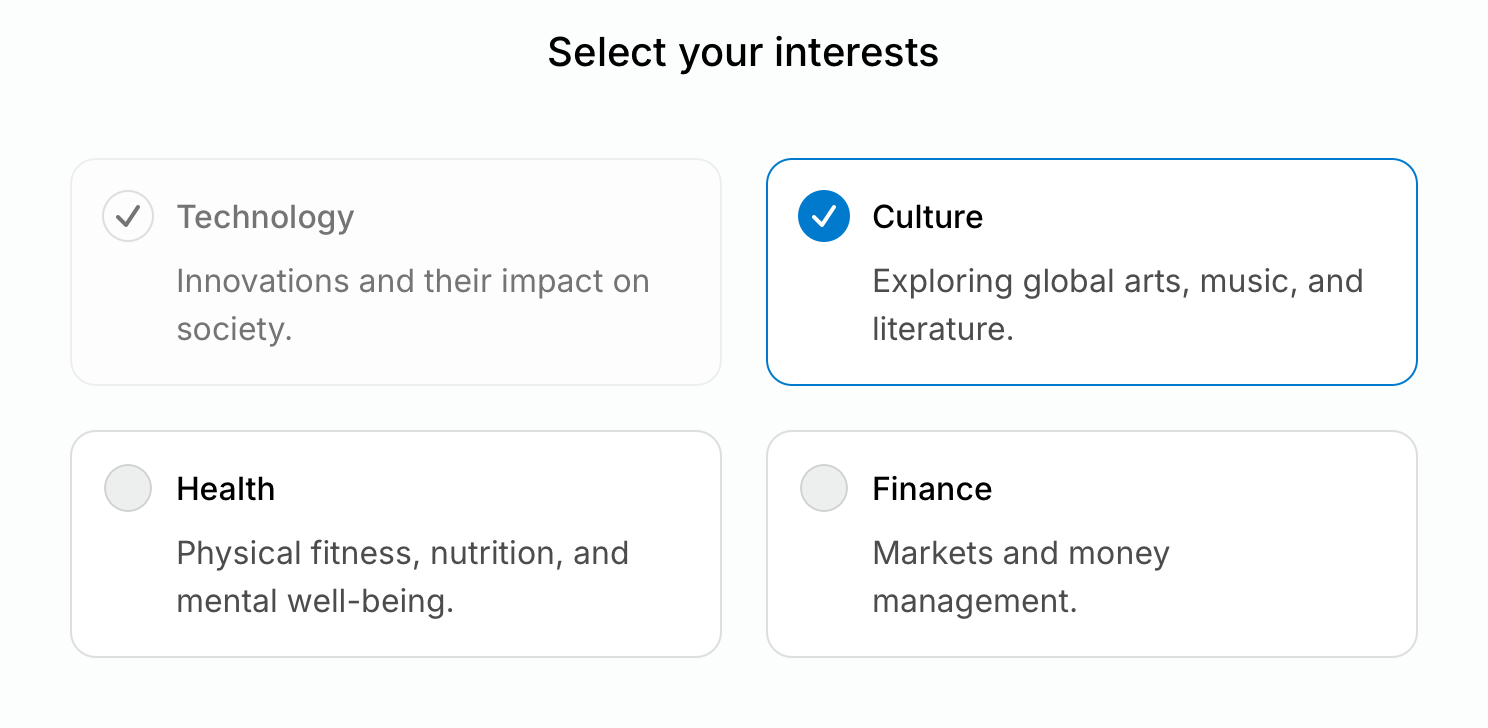 Select your interests
Technology
Innovations and their impact on
society.
Culture
Exploring global arts, music, and
literature.
Health
Physical fitness, nutrition, and
mental well-being.
Finance
Markets and money
management.